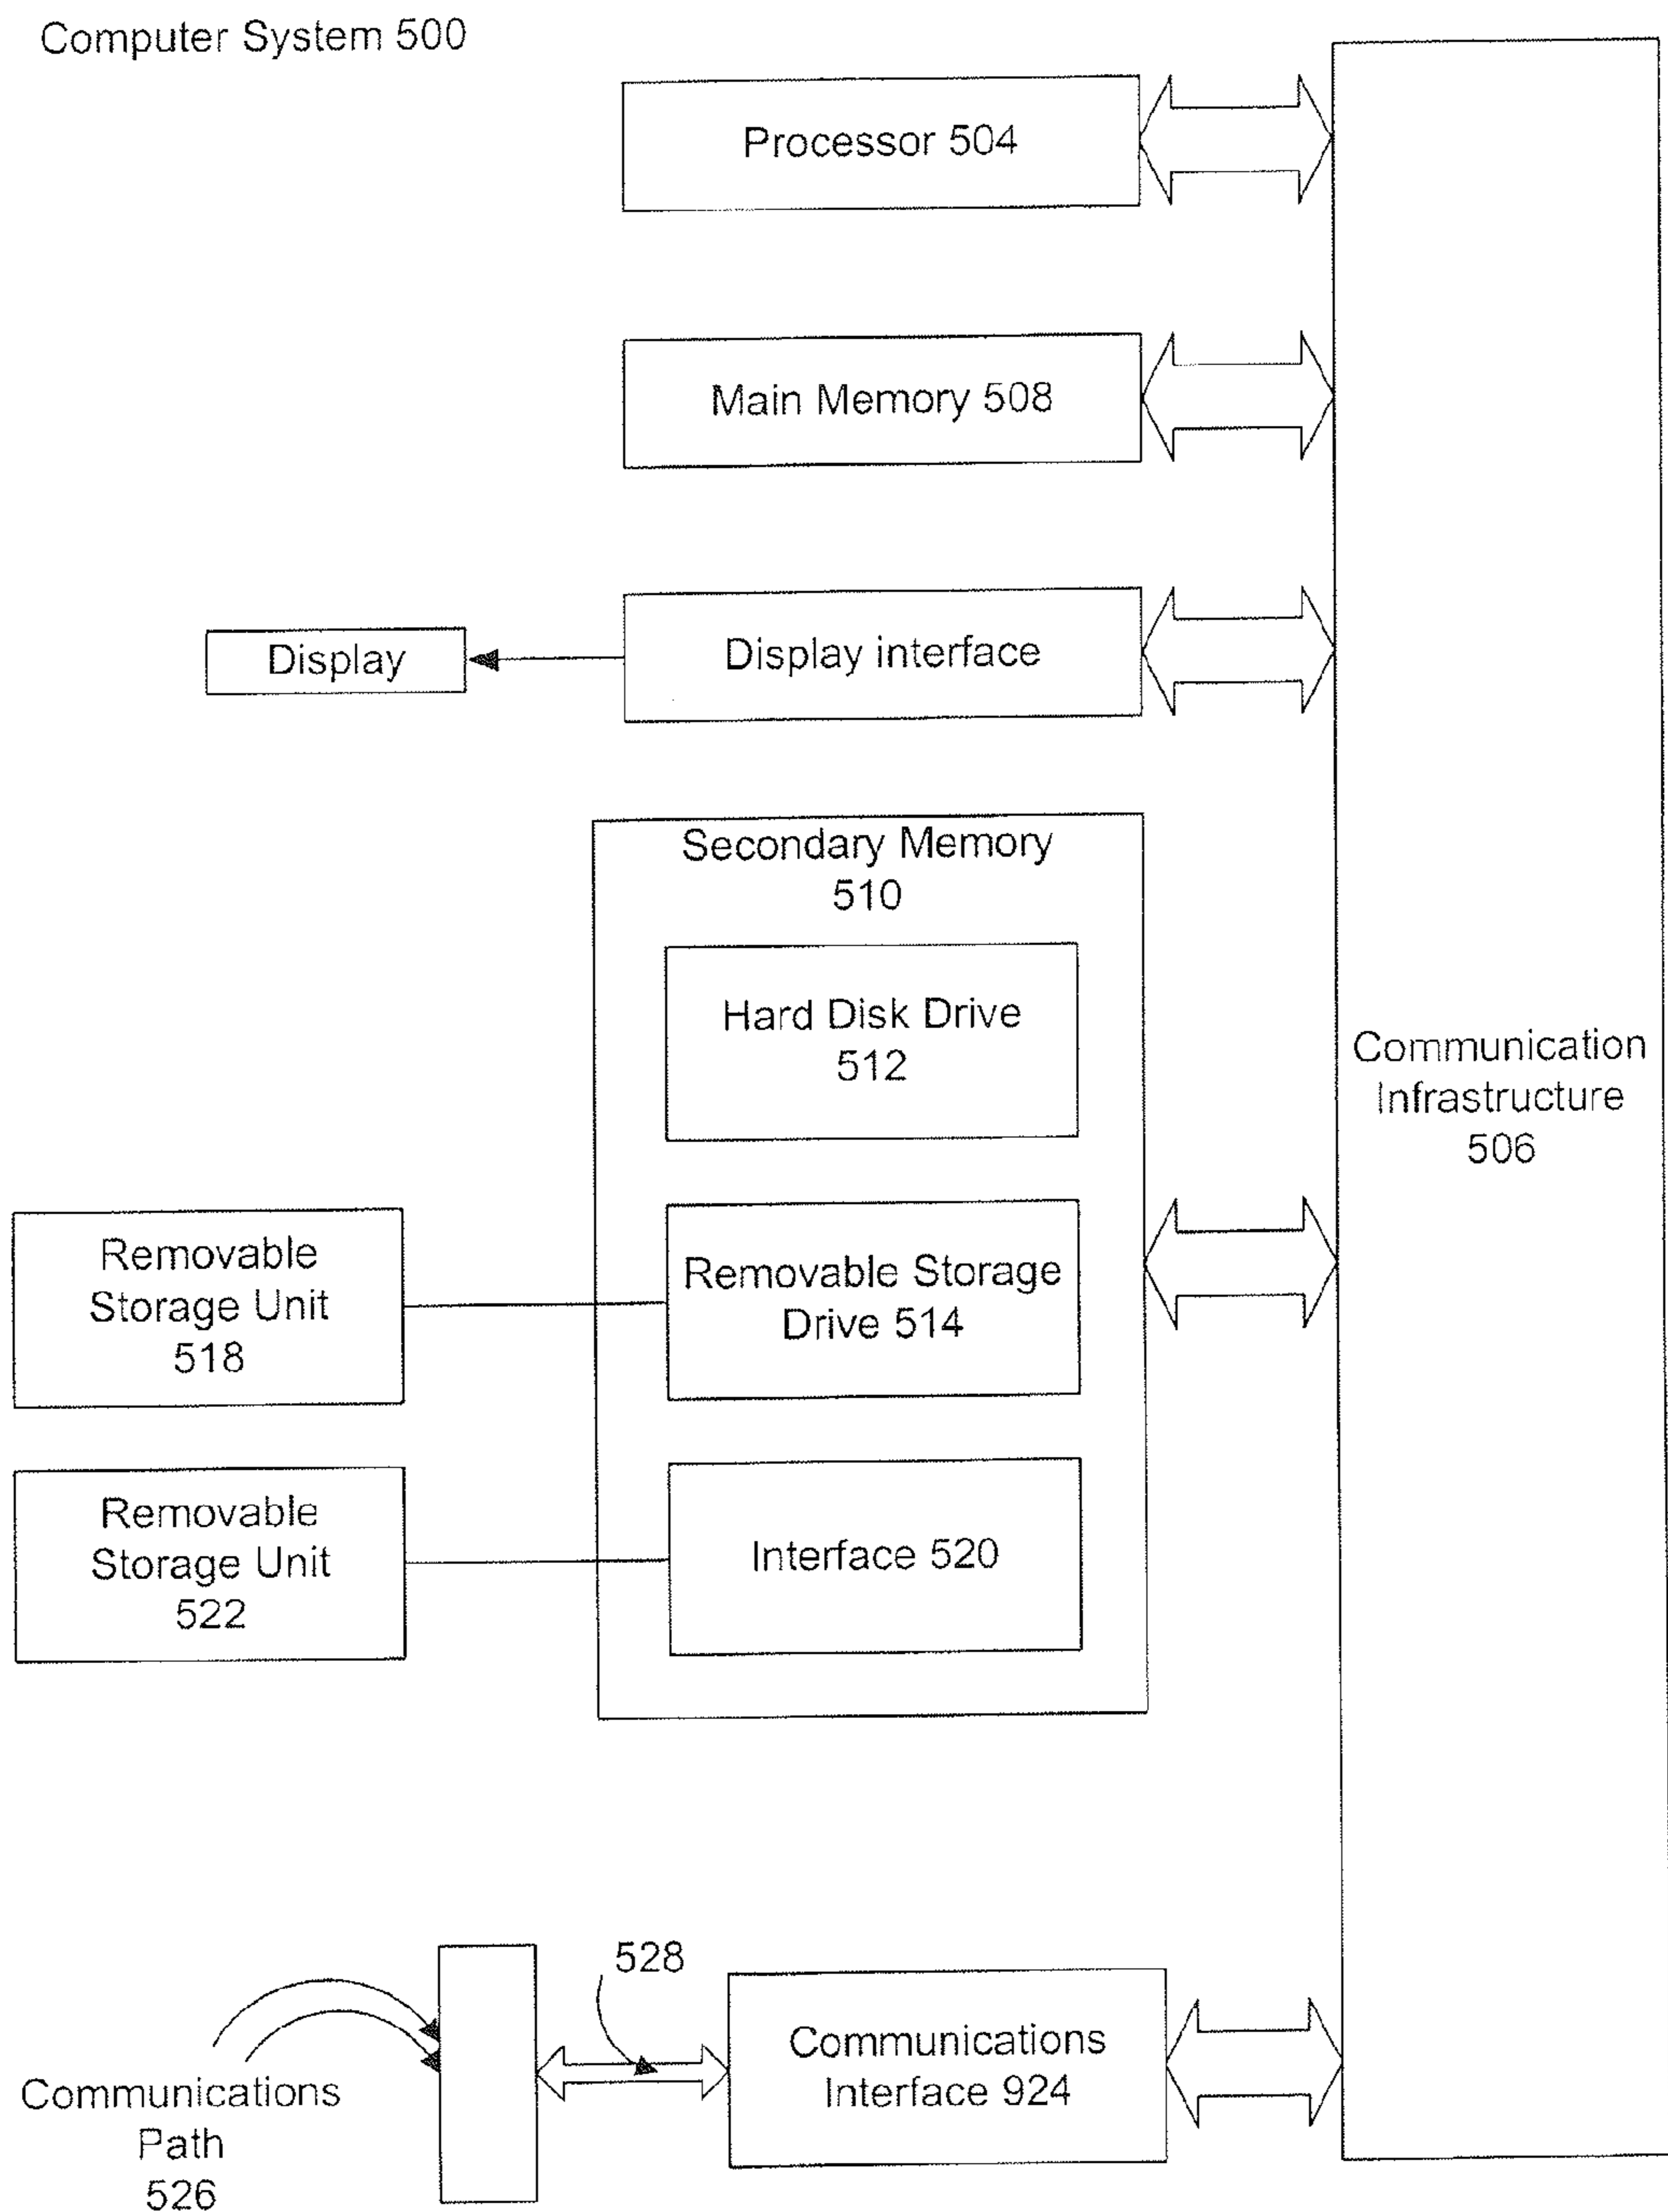 Computer System 500
Processor 504
Main Memory 508
Display
Display interface
Secondary Memory
510
Hard Disk Drive
512
Communication
Infrastructure
506
Removable
Storage Unit
518
Removable Storage
Drive 514
Removable
Storage Unit
522
Interface 520
528
Communications
Interface 924
Communications
Path
526